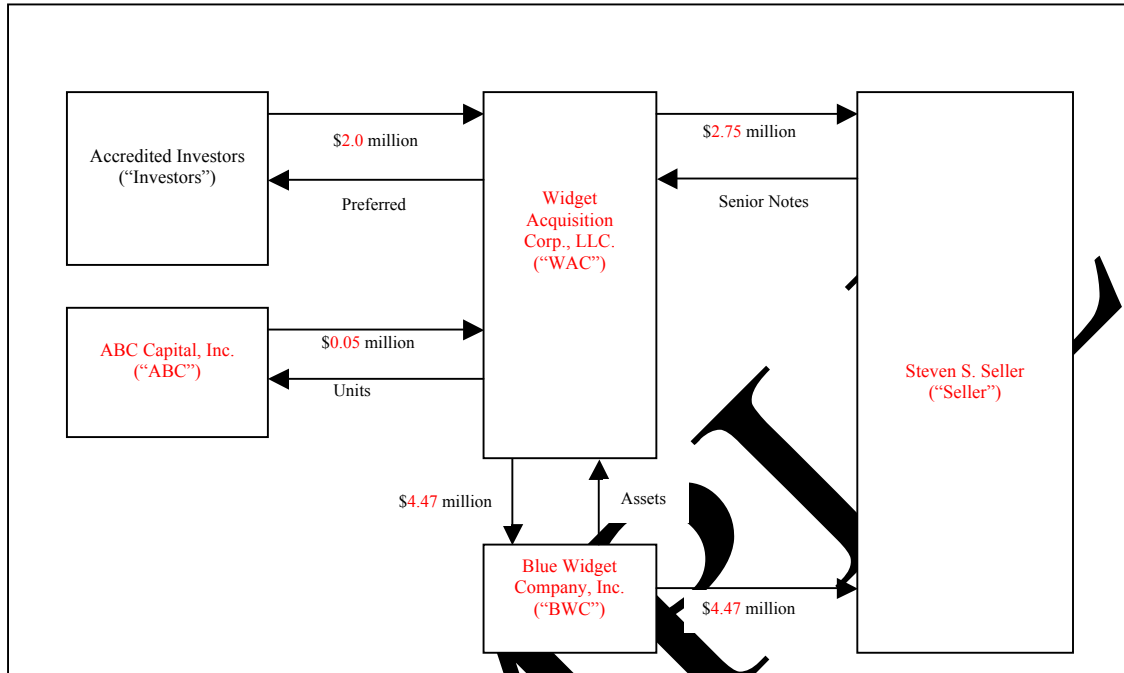 Accredited Investors
(“Investors”)
$2.0 million
Preferred
Widget
Acquisition
Corp., LLC.
(“WAC”)
$2.75 million
Senior Notes
ABC Capital, Inc.
(“ABC”)
$0.05 million
Units
Steven S. Seller
(“Seller”)
$4.47 million
Assets
Blue Widget
Company, Inc.
(“BWC”)
$4.47 million